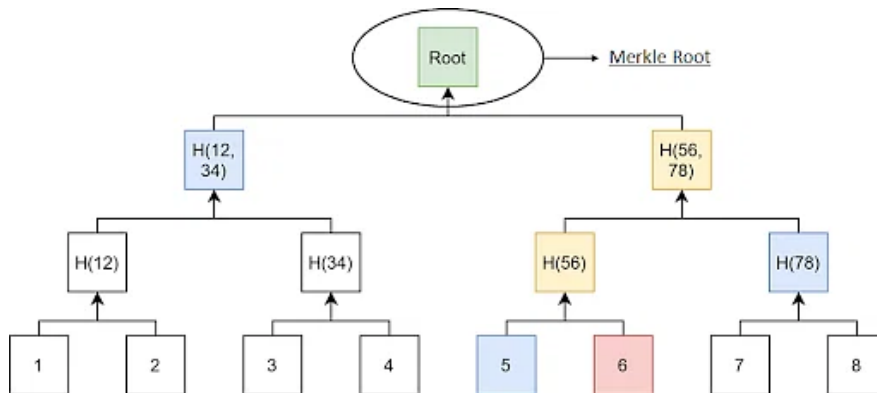 Root
Merkle Root
H(12,
34)
H(56,
78)
H(12)
H(34)
H(56)
H(78)
1
2
3
4
5
6
7
8